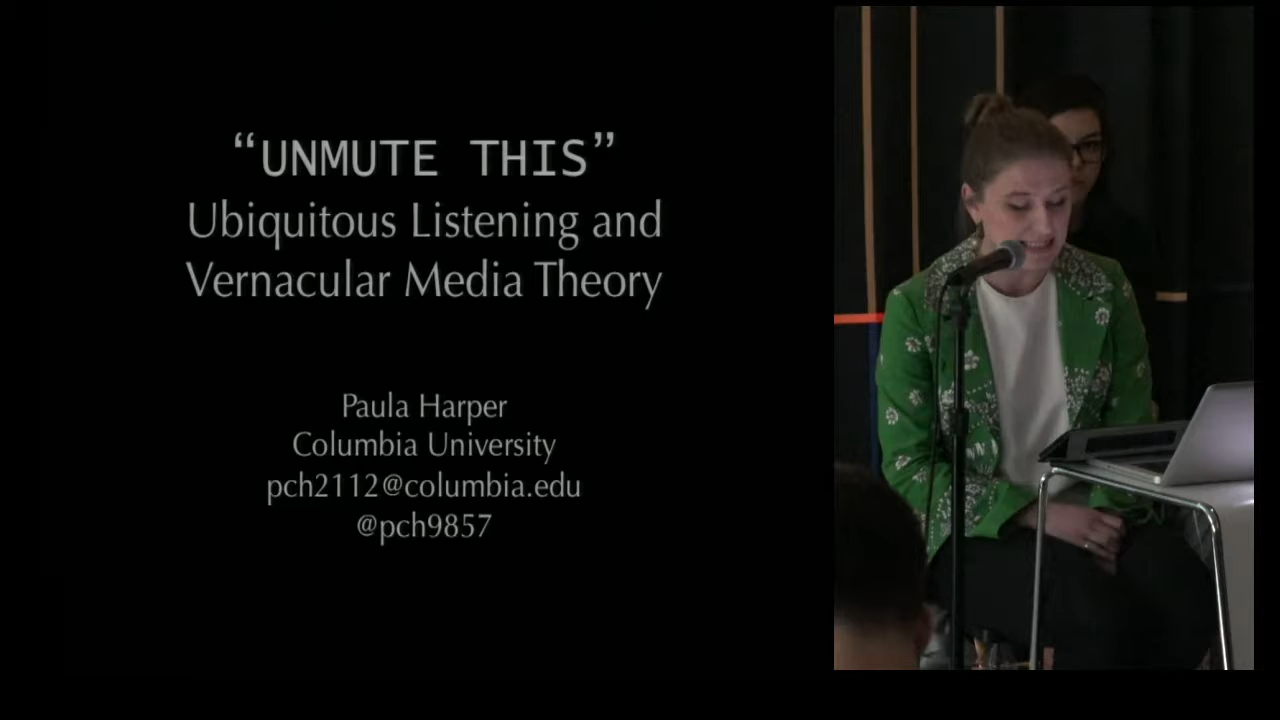 “UNMUTE THIS”
Ubiquitous Listening and
Vernacular Media Theory
Paula Harper
Columbia University
pch2112@columbia.edu
@pch9857